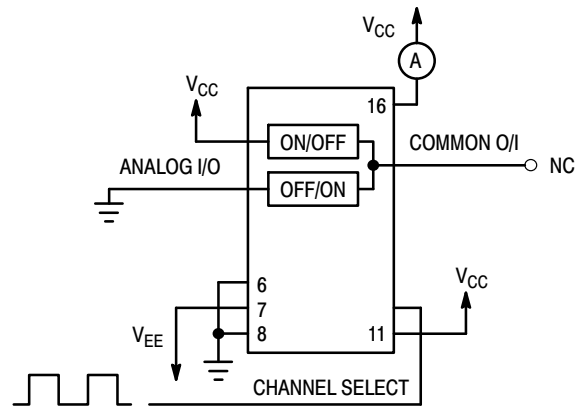 VCC
A
VCC
16
ON/OFF
COMMON O/I
NC
ANALOG I/O
OFF/ON
6
7
8
VCC
11
VEE
CHANNEL SELECT